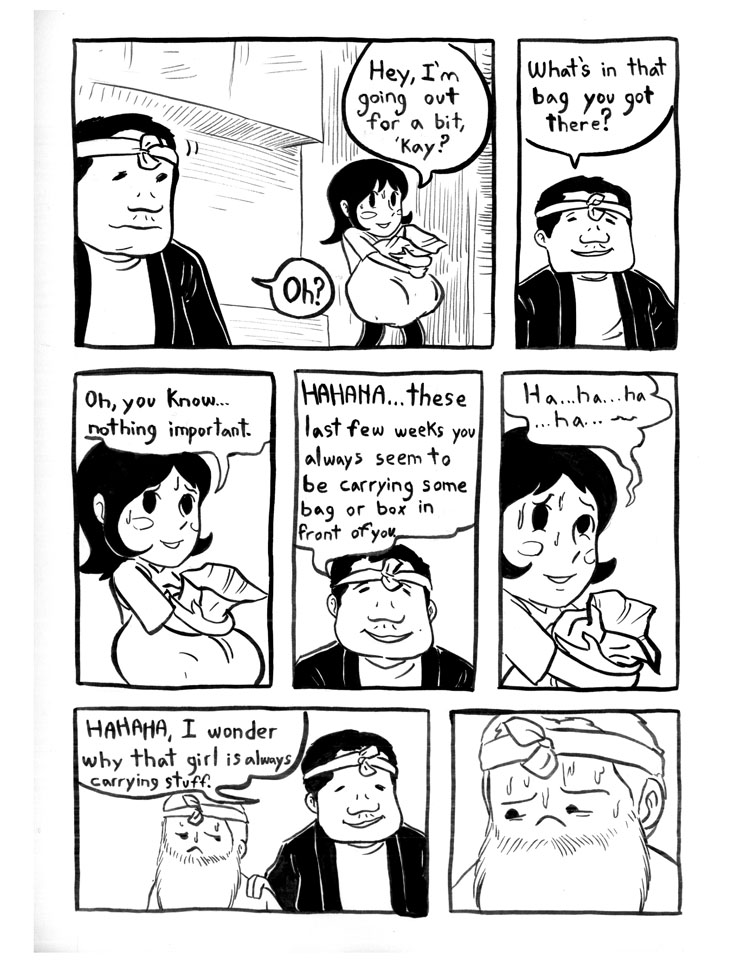 Hey, I'm
going out
for a bit,
'Kay?
Oh?
What's in that
bag you got
there?
Oh, you know...
nothing important.
HAHAHA...these
last few weeks you
always seem to
be carrying some
bag or box in
front of you.
Ha...ha...ha
...ha... ~
HAHAHA, I wonder
why that girl is always
carrying stuff.